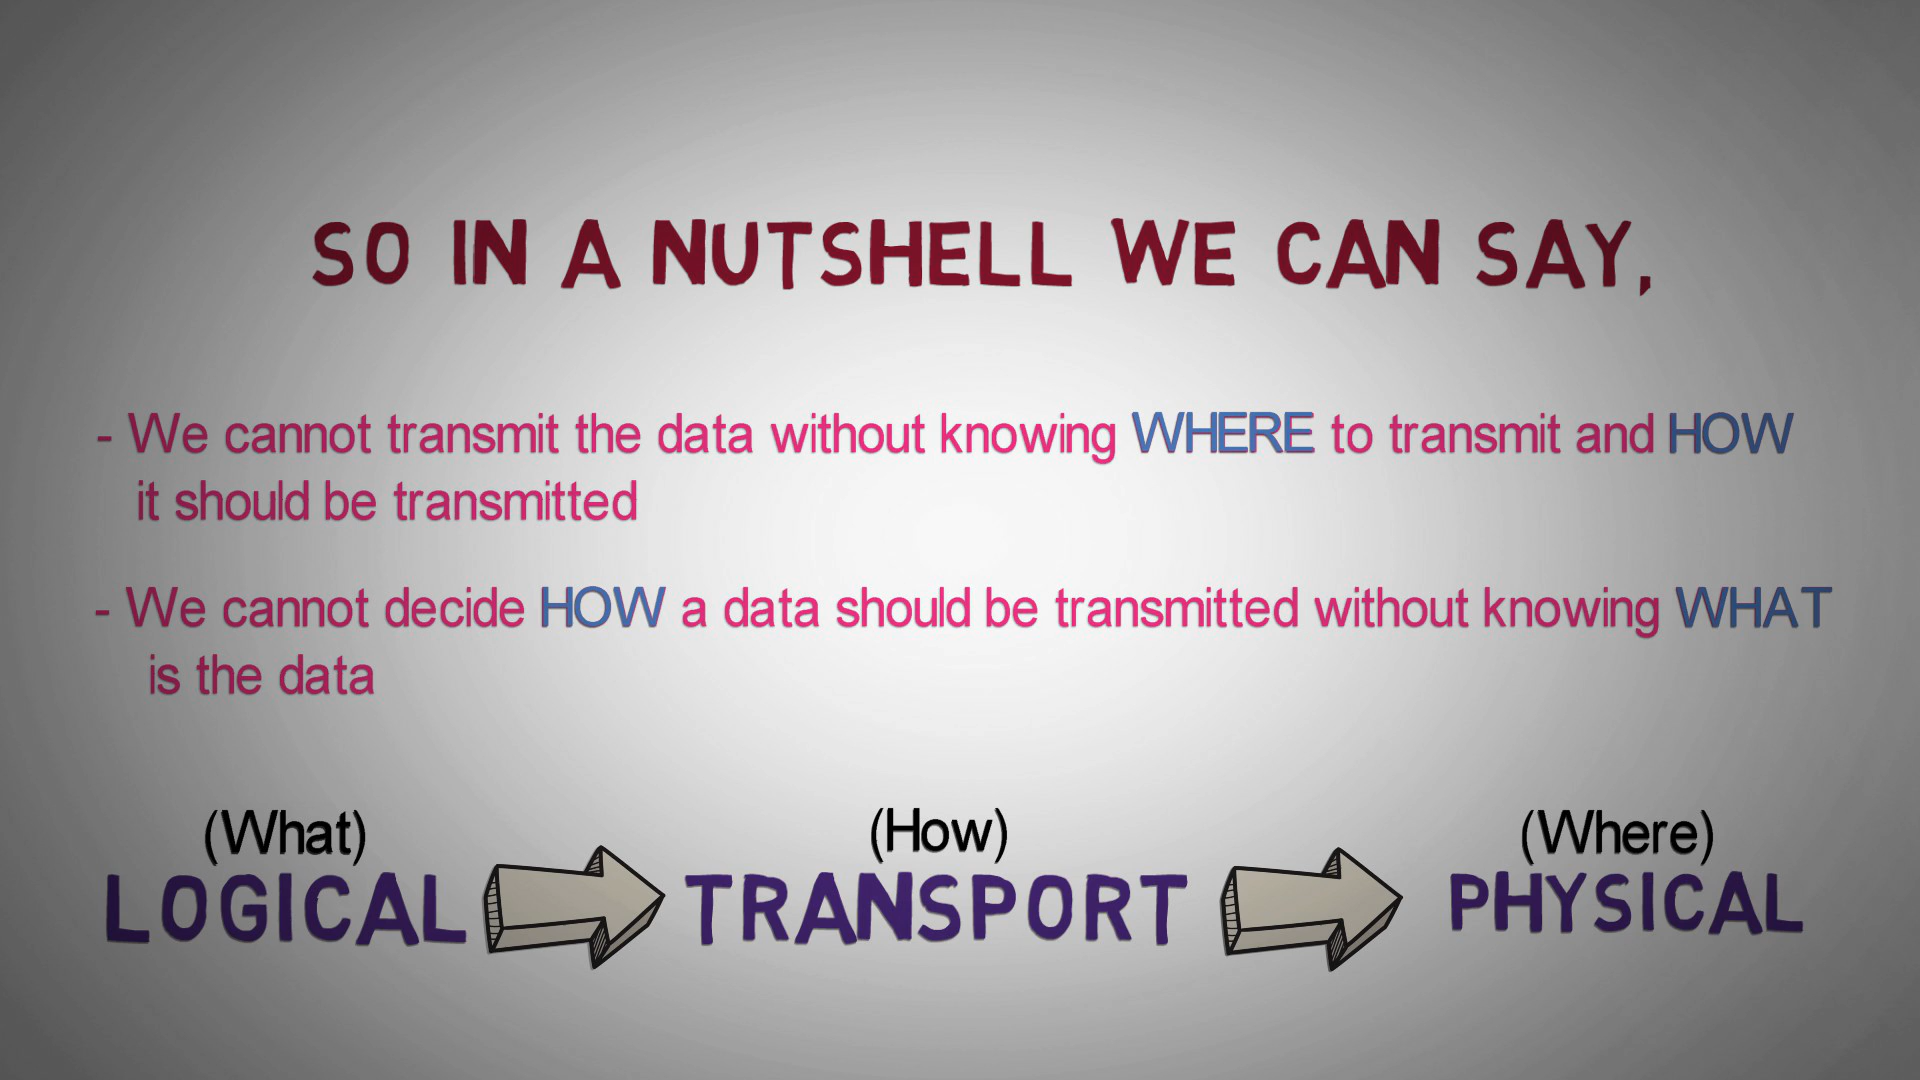 SO IN A NUTSHELL WE CAN SAY,
- We cannot transmit the data without knowing WHERE to transmit and HOW
it should be transmitted
- We cannot decide HOW a data should be transmitted without knowing WHAT
is the data
(What) (How) (Where)
LOGICAL TRANSPORT PHYSICAL